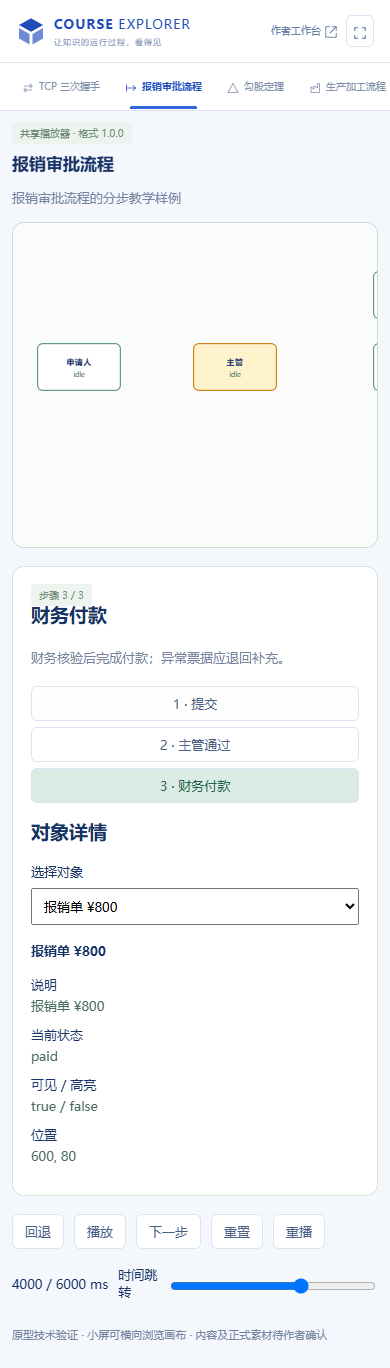 COURSE EXPLORER
让知识的运行过程，看得见
作者工作台
TCP 三次握手
报销审批流程
勾股定理
生产加工流程
共享播放器 · 格式 1.0.0
报销审批流程
报销审批流程的分步教学样例
申请人
idle
主管
idle
步骤 3 / 3
财务付款
财务核验后完成付款；异常票据应退回补充。
1 · 提交
2 · 主管通过
3 · 财务付款
对象详情
选择对象
报销单 ¥800
报销单 ¥800
说明
报销单 ¥800
当前状态
paid
可见 / 高亮
true / false
位置
600, 80
回退
播放
下一步
重置
重播
4000 / 6000 ms
时间跳
转
原型技术验证 · 小屏可横向浏览画布 · 内容及正式素材待作者确认